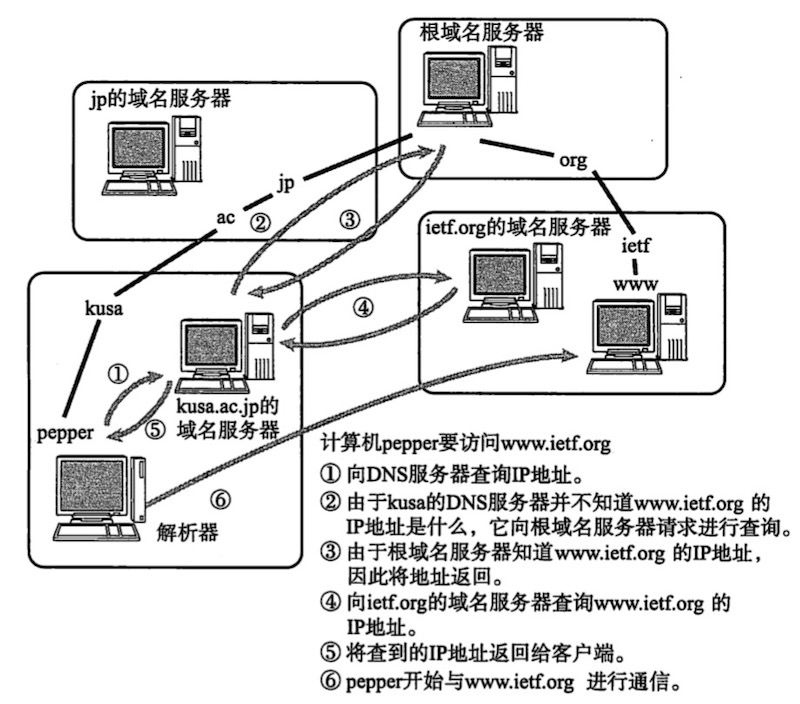 根域名服务器
jp的域名服务器
org
jp
ac
②
③
ietf.org的域名服务器
ietf
www
④
kusa
①
kusa.ac.jp的
域名服务器
⑤
pepper
⑥
解析器
计算机pepper要访问www.ietf.org
① 向DNS服务器查询IP地址。
② 由于kusa的DNS服务器并不知道www.ietf.org 的
IP地址是什么，它向根域名服务器请求进行查询。
③ 由于根域名服务器知道www.ietf.org 的IP地址，
因此将地址返回。
④ 向ietf.org的域名服务器查询www.ietf.org 的
IP地址。
⑤ 将查到的IP地址返回给客户端。
⑥ pepper开始与www.ietf.org 进行通信。